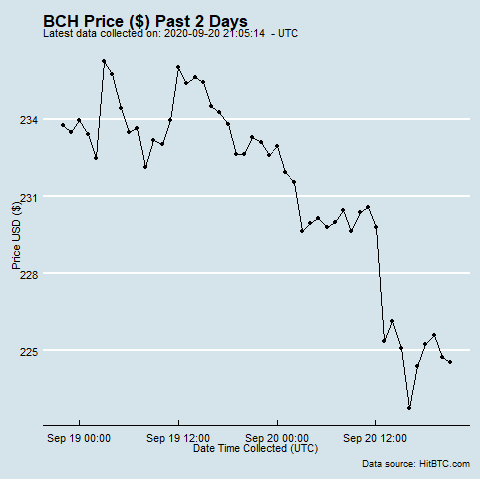 BCH Price ($) Past 2 Days
Latest data collected on: 2020-09-20 21:05:14 - UTC
234
231
228
225
Price USD ($)
Sep 19 00:00 Sep 19 12:00 Sep 20 00:00 Sep 20 12:00
Date Time Collected (UTC)
Data source: HitBTC.com